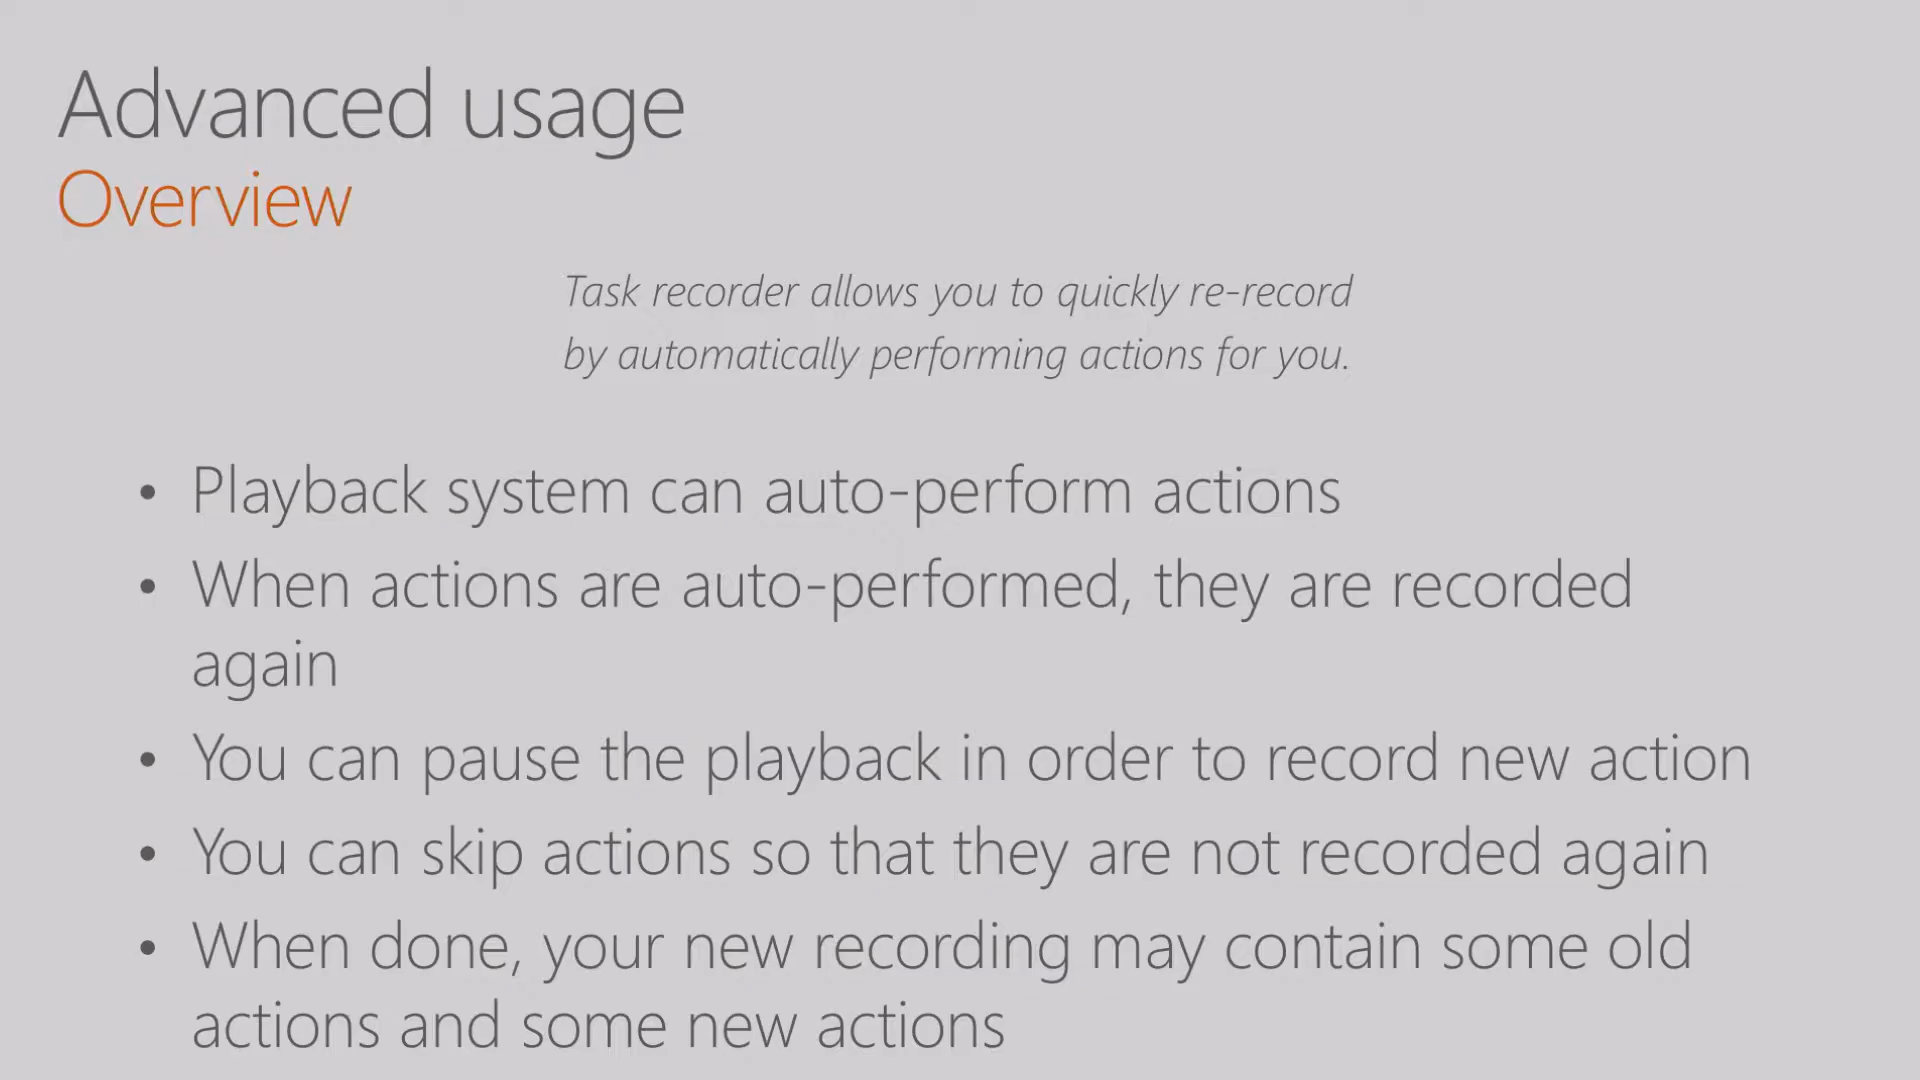 Advanced usage
Overview
Task recorder allows you to quickly re-record
by automatically performing actions for you.
• Playback system can auto-perform actions
• When actions are auto-performed, they are recorded
again
• You can pause the playback in order to record new action
• You can skip actions so that they are not recorded again
• When done, your new recording may contain some old
actions and some new actions